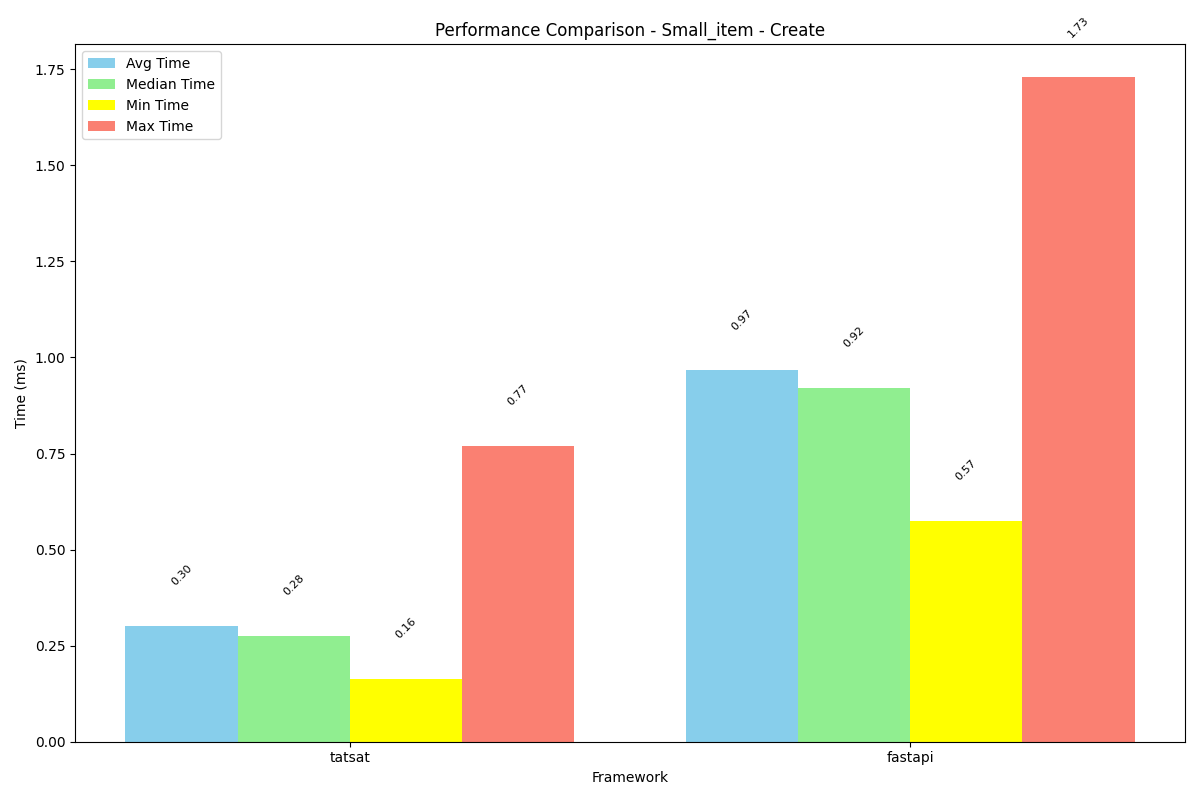 Performance Comparison - Small_item - Create
1.73
Avg Time
Median Time
Min Time
Max Time
1.75
1.50
1.25
1.00
0.75
0.50
0.25
0.00
Time (ms)
0.30
0.28
0.16
0.77
0.97
0.92
0.57
tatsat
fastapi
Framework